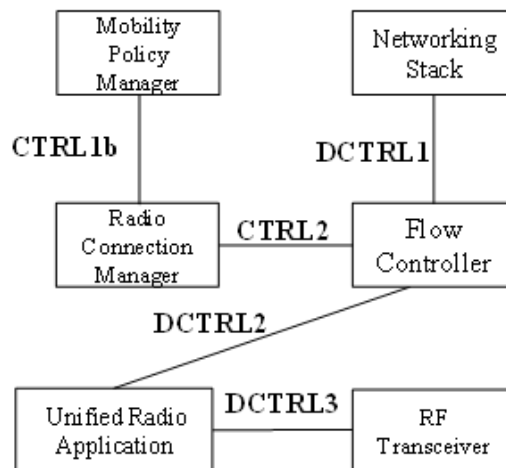 Mobility
Policy
Manager
Networking
Stack
CTRL1b
DCTRL1
Radio
Connection
Manager
CTRL2
Flow
Controller
DCTRL2
Unified Radio
Application
DCTRL3
RF
Transceiver